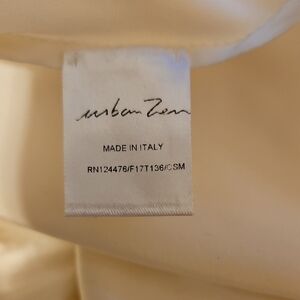 urban Zen
MADE IN ITALY
RN124476/F17T136/CSM